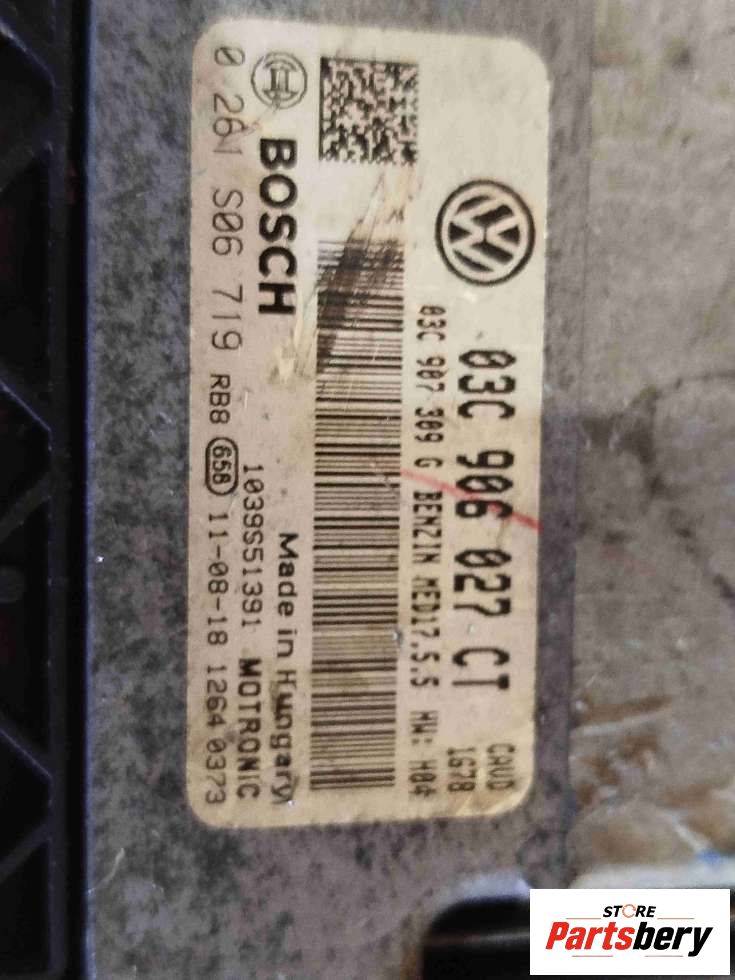 03C 906 027 CT
CAVD
1G78
03C 907 309 G BENZIN MED17.5.5 HW: H04
BOSCH
Made in Hungary
1039S51391 MOTRONIC
0 261 S06 719 RB8 658 11-08-18 1264 0373
STORE
Partsbery